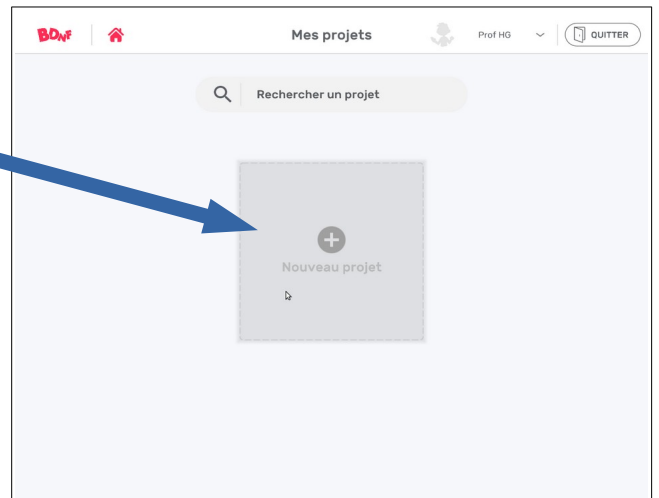 BDNF
Mes projets
Prof HG
QUITTER
Rechercher un projet
Nouveau projet